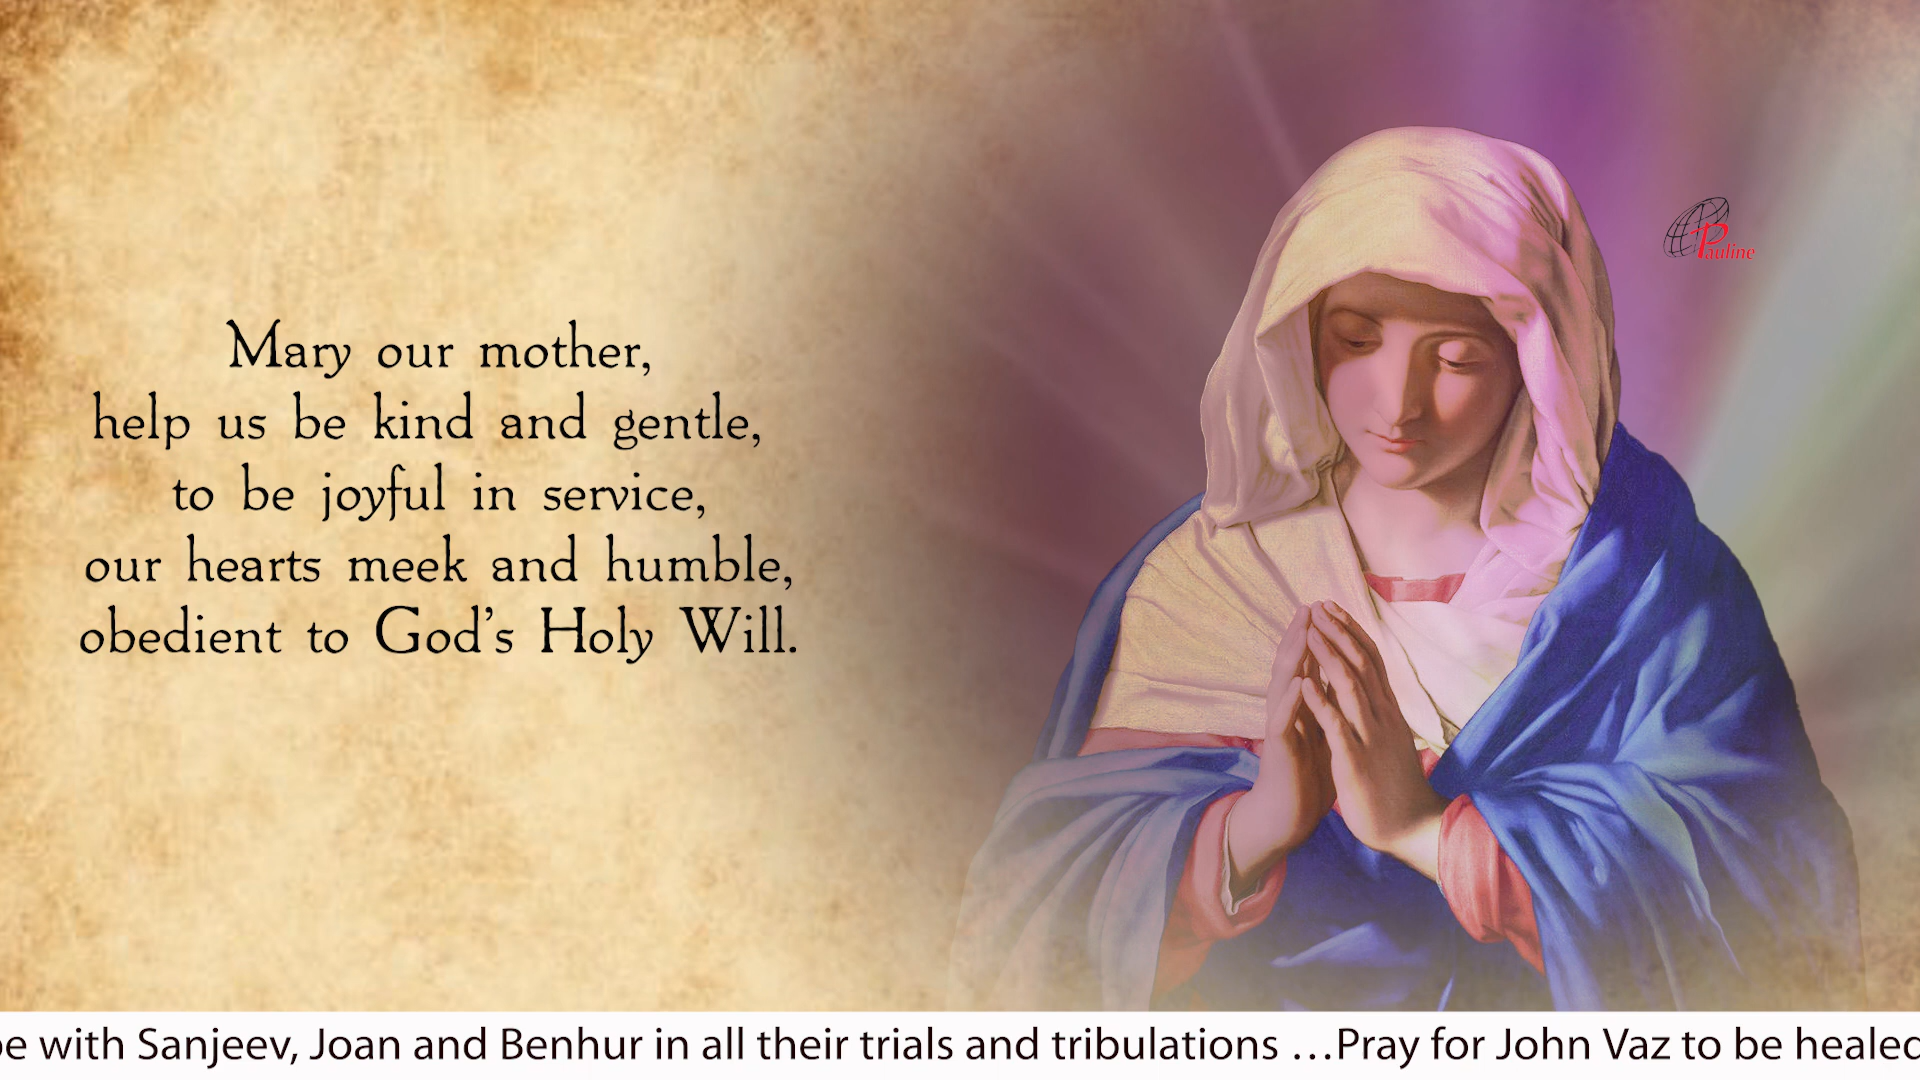 Mary our mother,
help us be kind and gentle,
to be joyful in service,
our hearts meek and humble,
obedient to God's Holy Will.
Pauline
be with Sanjeev, Joan and Benhur in all their trials and tribulations …Pray for John Vaz to be healed